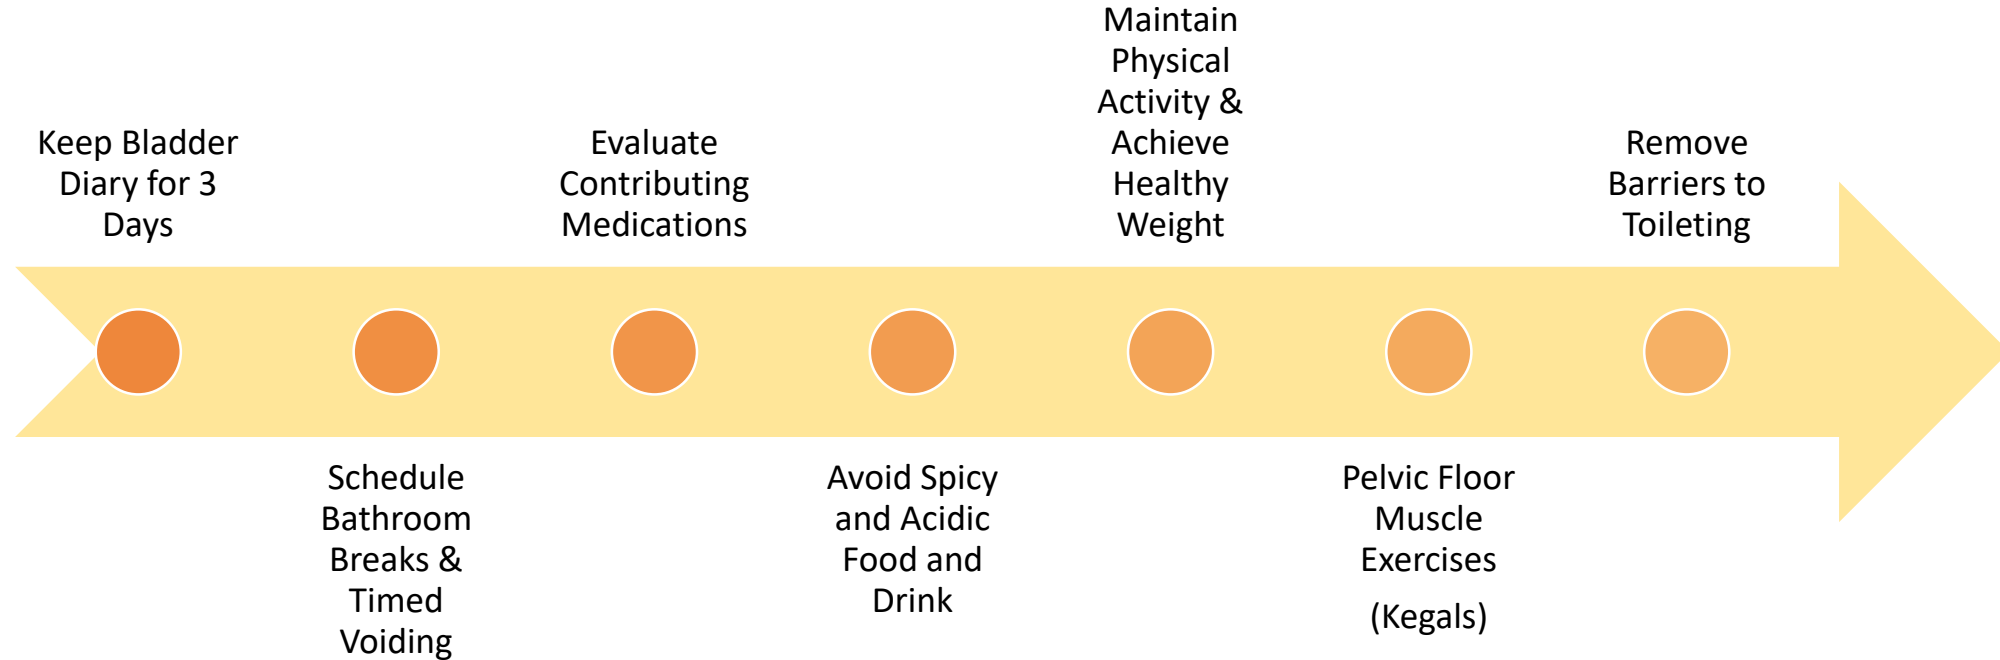 Keep Bladder
Diary for 3
Days
Schedule
Bathroom
Breaks &
Timed
Voiding
Evaluate
Contributing
Medications
Avoid Spicy
and Acidic
Food and
Drink
Maintain
Physical
Activity &
Achieve
Healthy
Weight
Pelvic Floor
Muscle
Exercises
(Kegals)
Remove
Barriers to
Toileting